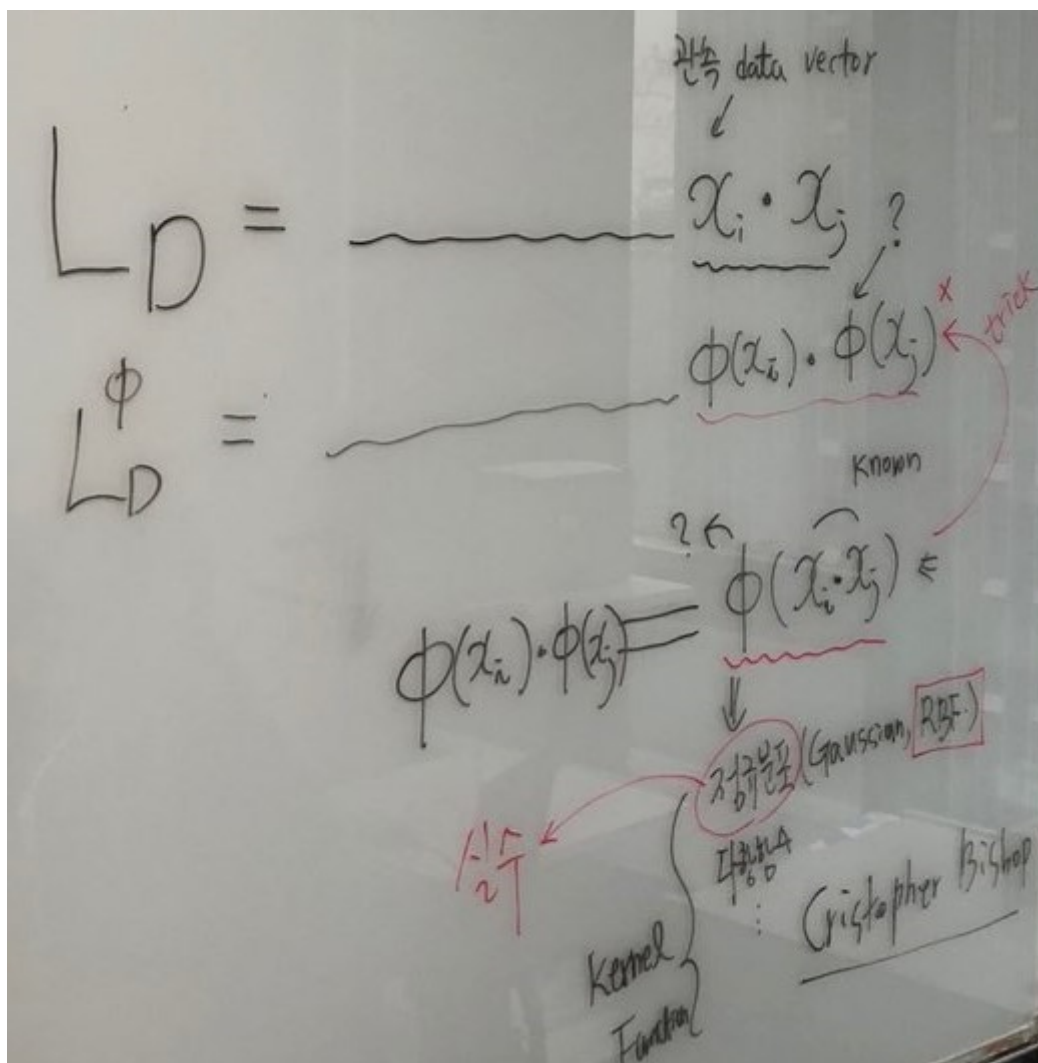 관측 data vector
L_D = x_i · x_j
?
L_D^Φ = Φ(x_i) · Φ(x_j) x
trick
known
?
Φ(x_i)·Φ(x_j) = Φ(x_i·x_j)
정규분포 (Gaussian, RBF.)
실수
다항함수
⋮
Cristopher Bishop
Kernel
Function